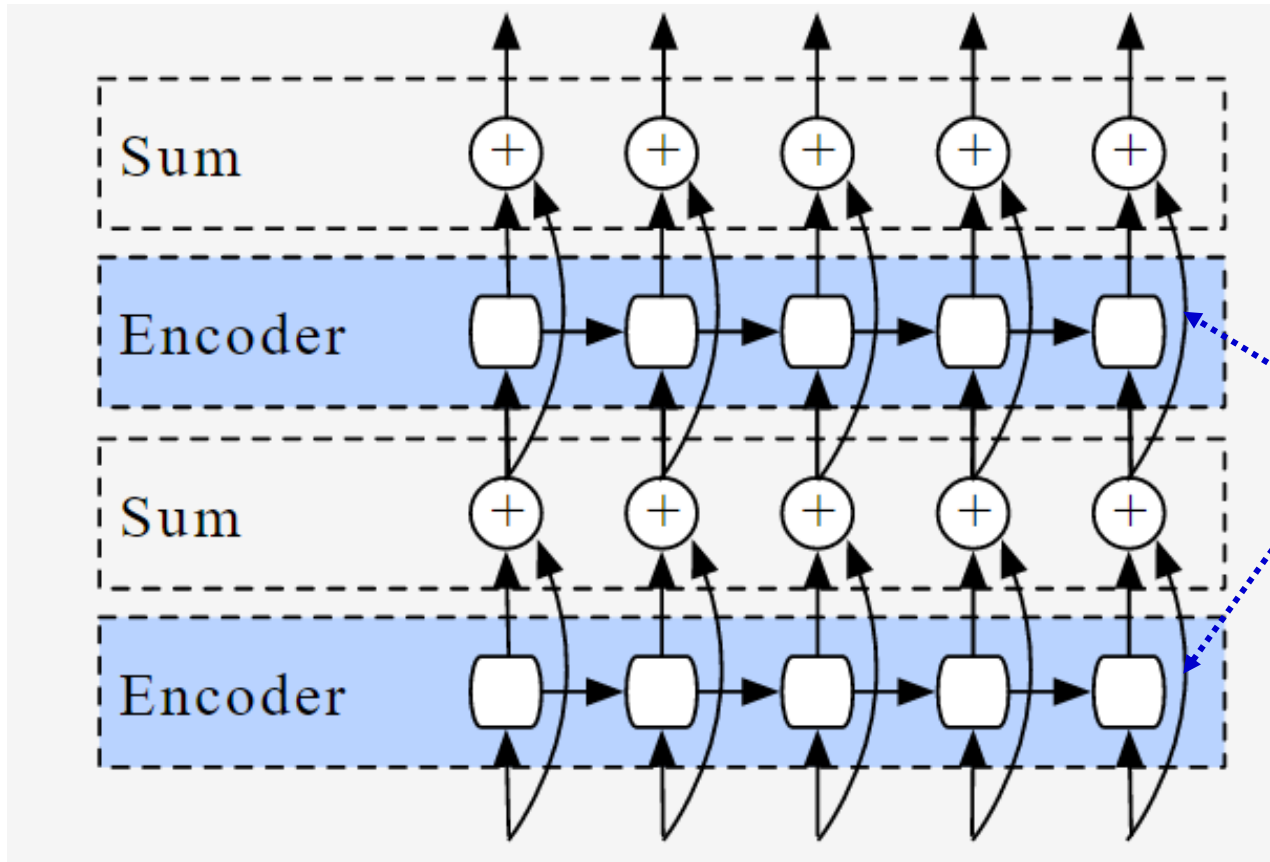 Sum
+ + + + +
Encoder
Sum
+ + + + +
Encoder